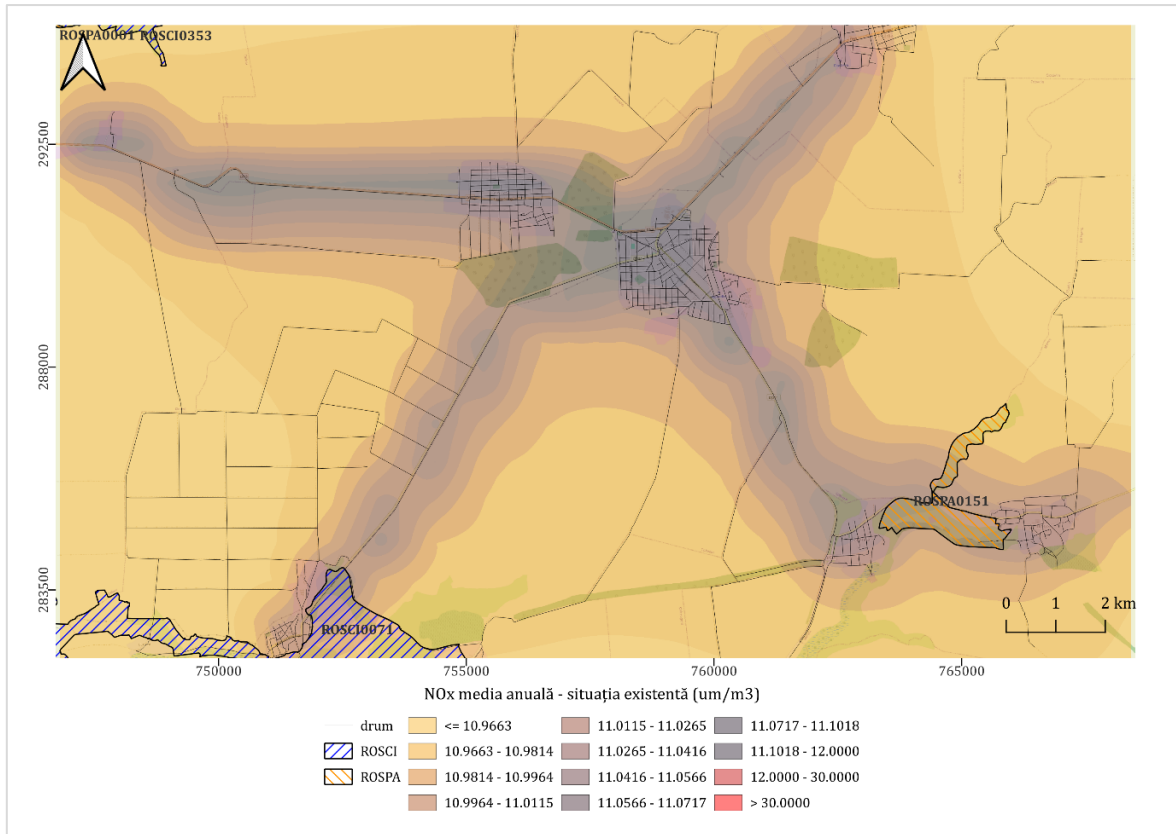 ROSPA0001 ROSCI0353
292500
288000
283500
ROSPA0151
ROSCI0071
0 1 2 km
750000 755000 760000 765000
NOx media anuală - situația existentă (um/m3)
drum
ROSCI
ROSPA
<= 10.9663
10.9663 - 10.9814
10.9814 - 10.9964
10.9964 - 11.0115
11.0115 - 11.0265
11.0265 - 11.0416
11.0416 - 11.0566
11.0566 - 11.0717
11.0717 - 11.1018
11.1018 - 12.0000
12.0000 - 30.0000
> 30.0000